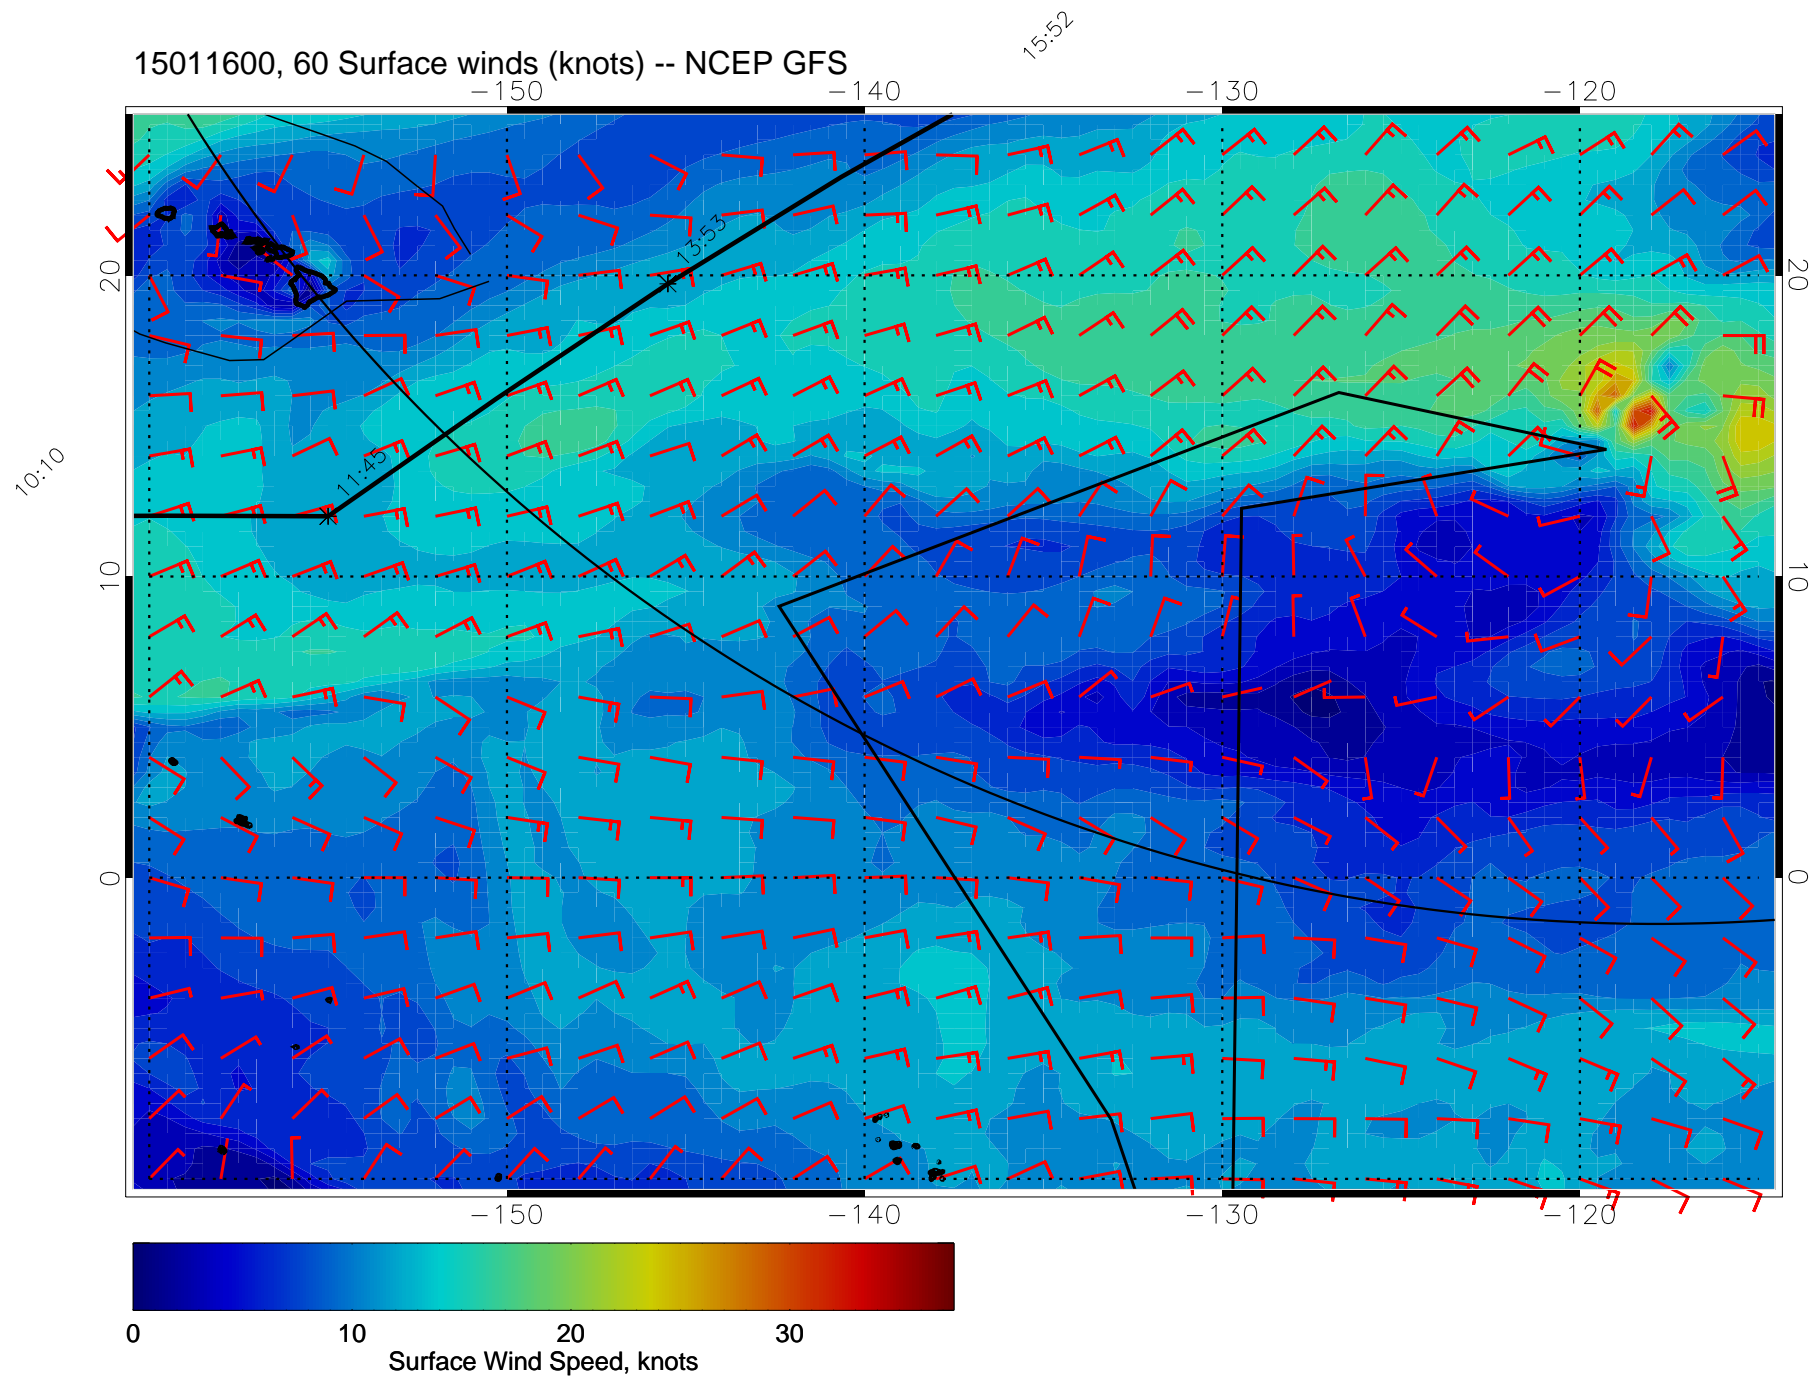 15:52
15011600, 60 Surface winds (knots) -- NCEP GFS
-150 -140 -130 -120
13:53
20 20
11:45
10:10
10 10
0 0
-150 -140 -130 -120
0 10 20 30
Surface Wind Speed, knots